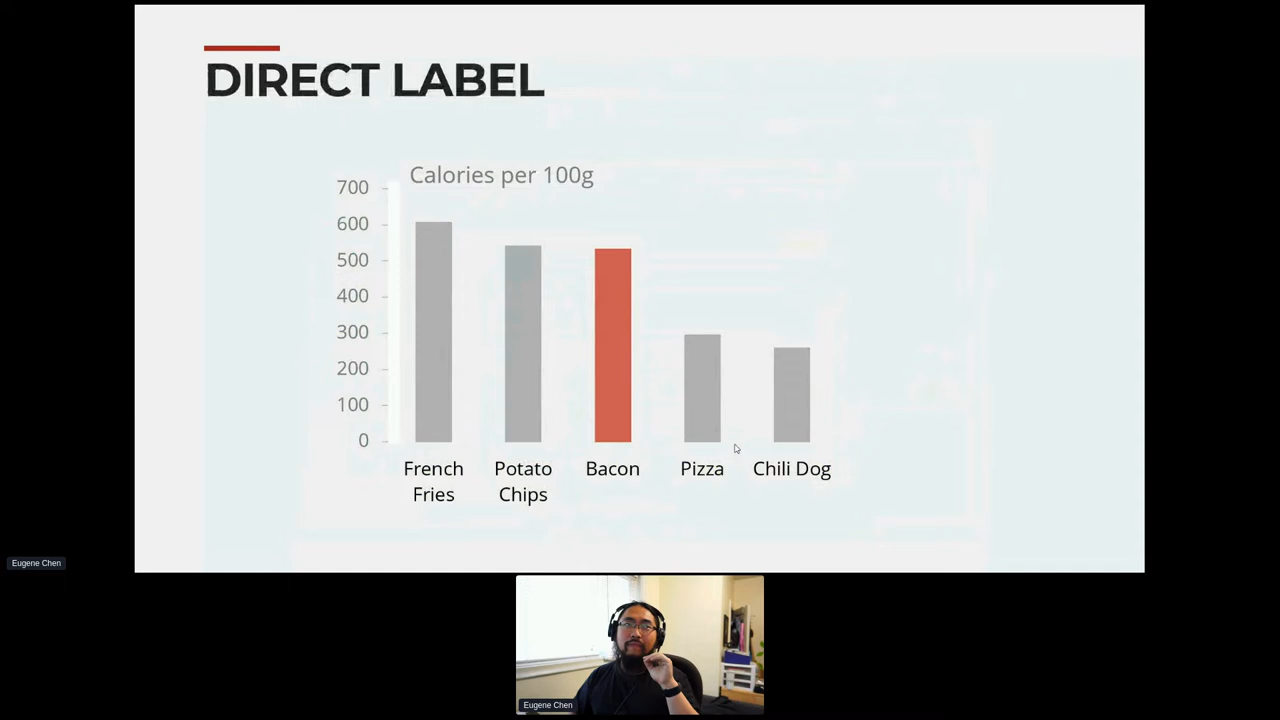 DIRECT LABEL
Calories per 100g
700
600
500
400
300
200
100
0
French
Fries
Potato
Chips
Bacon
Pizza
Chili Dog
Eugene Chen
Eugene Chen